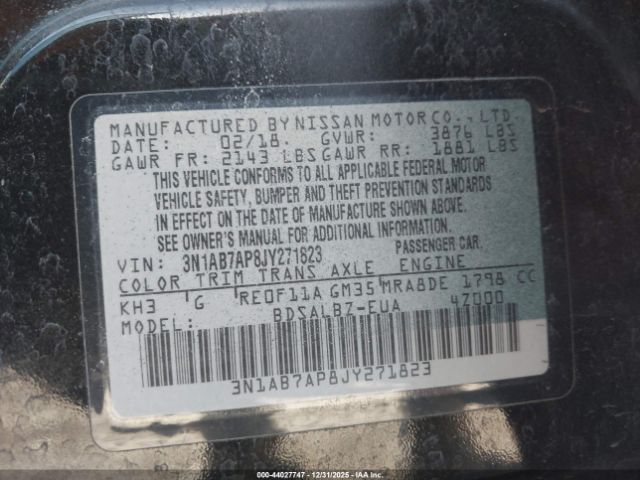 MANUFACTURED BY NISSAN MOTOR CO., LTD.
DATE: 02/18. GVWR: 3876 LBS
GAWR FR: 2143 LBS GAWR RR: 1881 LBS
THIS VEHICLE CONFORMS TO ALL APPLICABLE FEDERAL MOTOR
VEHICLE SAFETY, BUMPER AND THEFT PREVENTION STANDARDS
IN EFFECT ON THE DATE OF MANUFACTURE SHOWN ABOVE.
SEE OWNER'S MANUAL FOR ADDITIONAL INFORMATION.
VIN: 3N1AB7AP8JY271823 PASSENGER CAR.
COLOR TRIM TRANS AXLE ENGINE
KH3 G RE0F11A GM35 MRA8DE 1798 CC
MODEL: BDSALBZ-EUA 4Z000
3N1AB7AP8JY271823
000-44027747 - 12/31/2025 - IAAI, Inc.